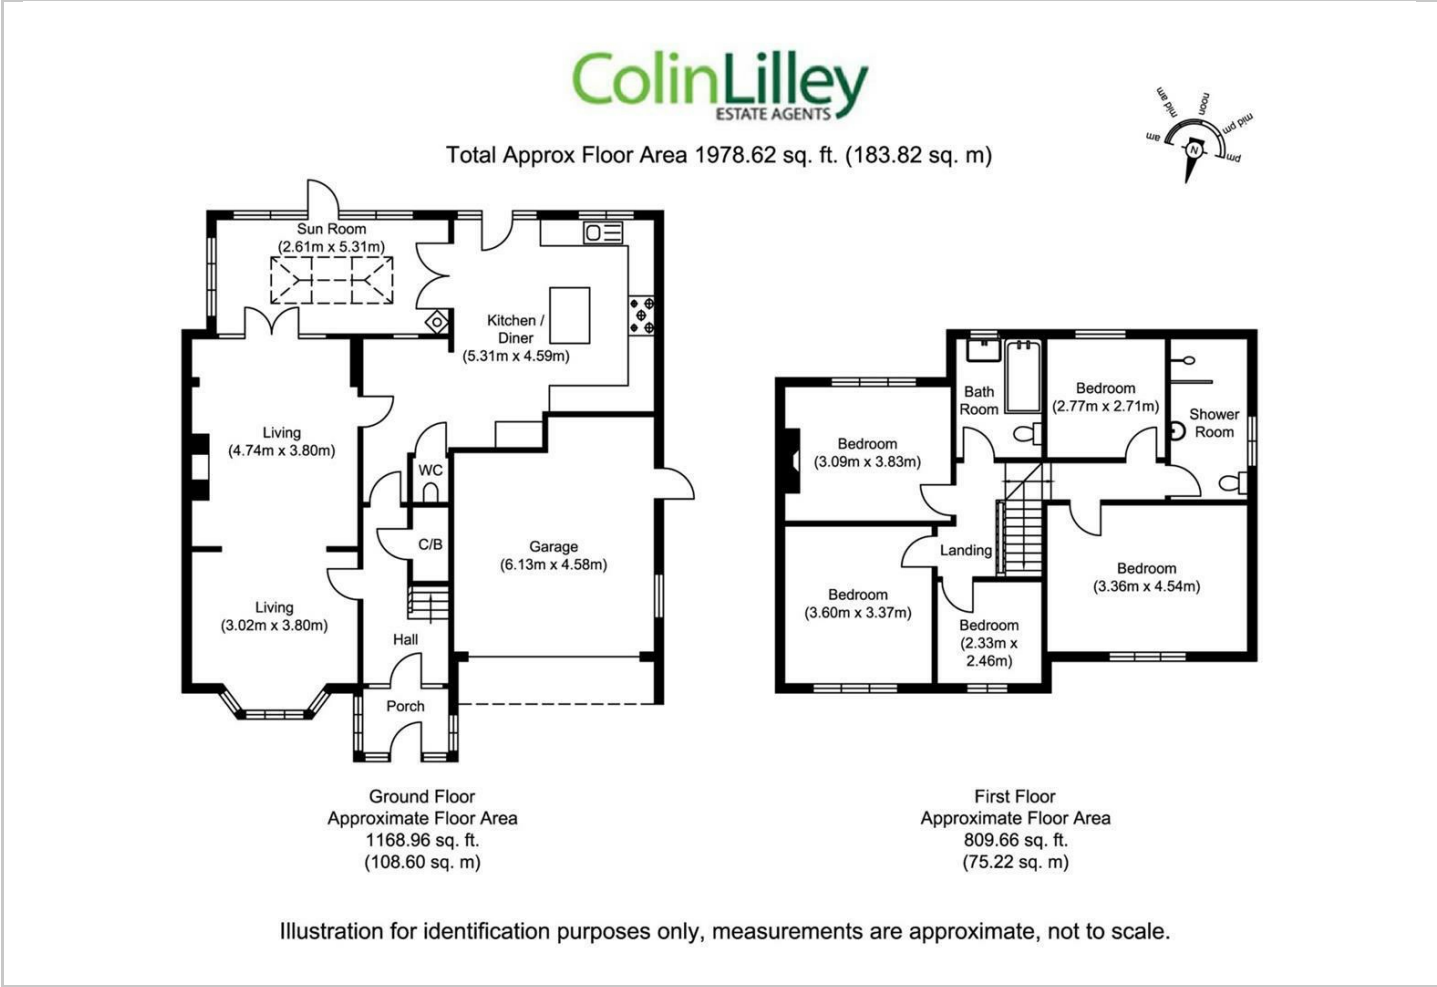 ColinLilley
ESTATE AGENTS
Total Approx Floor Area 1978.62 sq. ft. (183.82 sq. m)
am
mid am
noon
mid pm
pm
N
Sun Room
(2.61m x 5.31m)
Kitchen /
Diner
(5.31m x 4.59m)
Living
(4.74m x 3.80m)
WC
C/B
Garage
(6.13m x 4.58m)
Living
(3.02m x 3.80m)
Hall
Porch
Ground Floor
Approximate Floor Area
1168.96 sq. ft.
(108.60 sq. m)
Bath
Room
Bedroom
(2.77m x 2.71m)
Shower
Room
Bedroom
(3.09m x 3.83m)
Landing
Bedroom
(3.36m x 4.54m)
Bedroom
(3.60m x 3.37m)
Bedroom
(2.33m x
2.46m)
First Floor
Approximate Floor Area
809.66 sq. ft.
(75.22 sq. m)
Illustration for identification purposes only, measurements are approximate, not to scale.